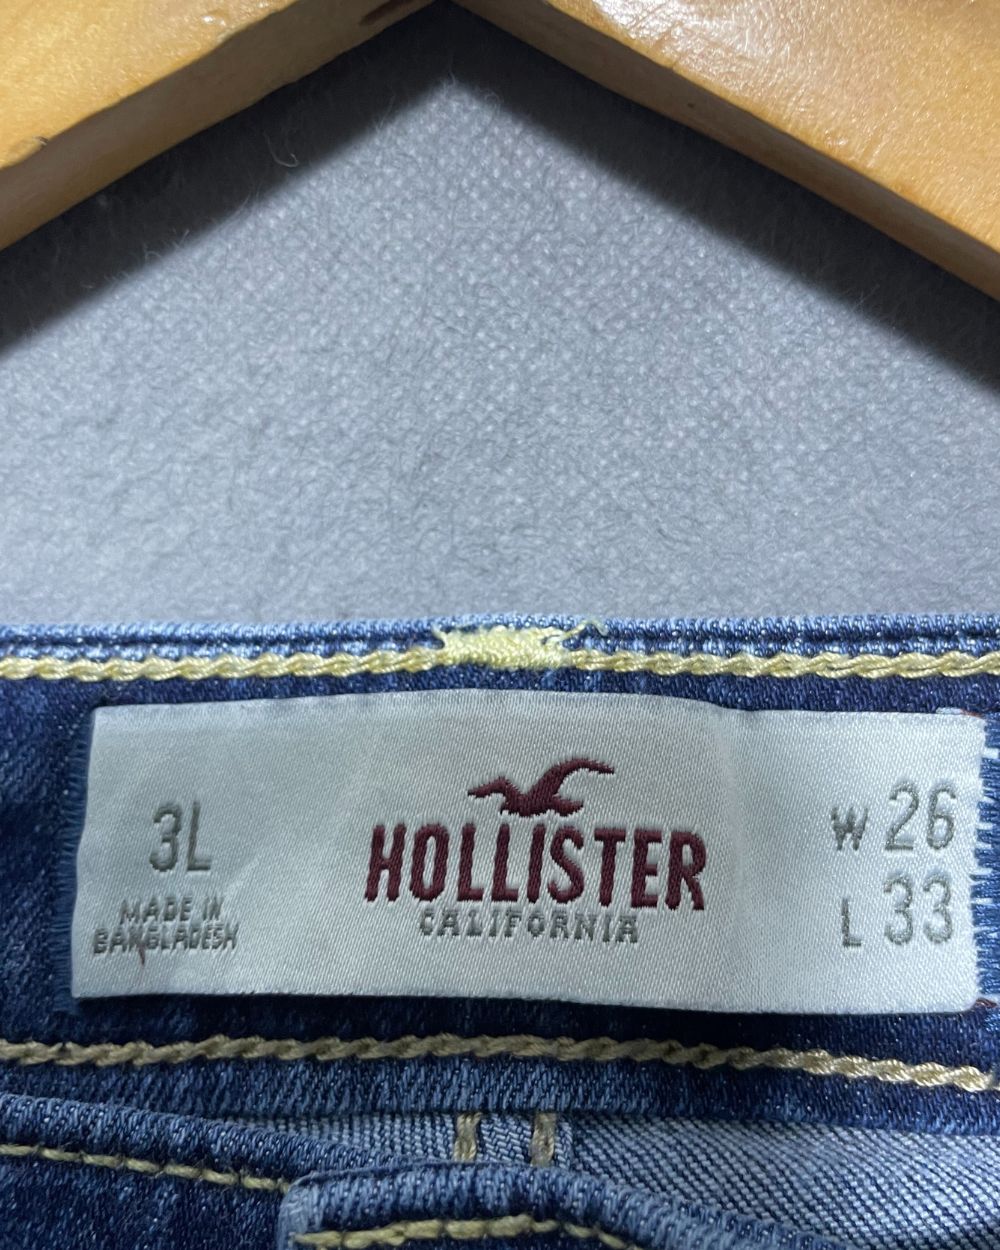 3L
MADE IN
BANGLADESH
HOLLISTER
CALIFORNIA
W 26
L 33